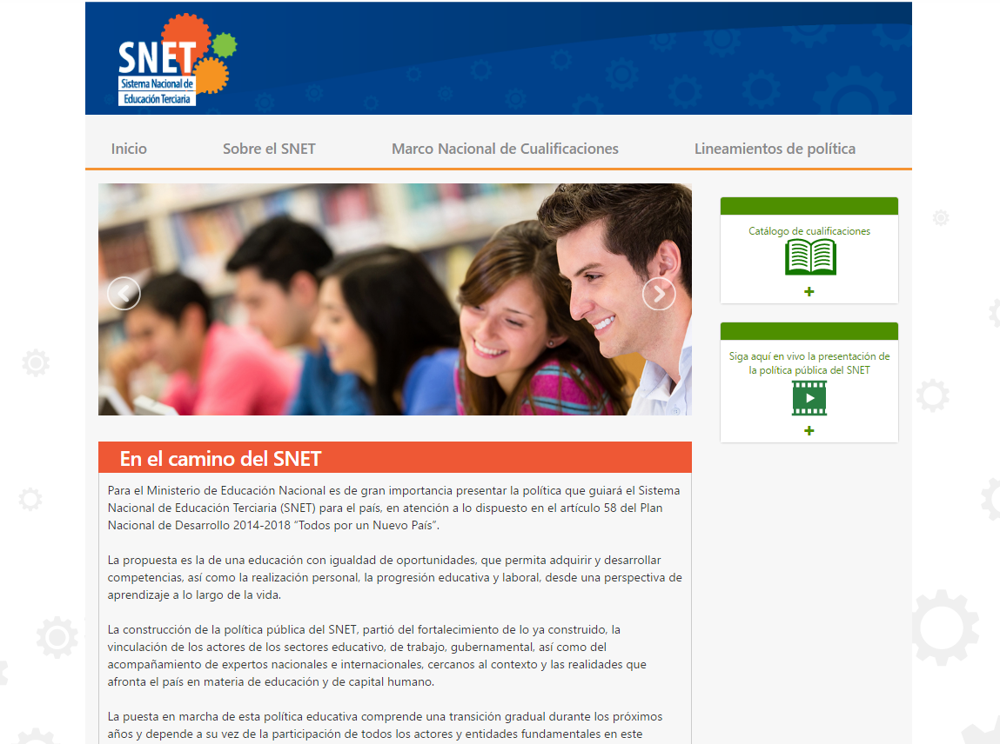 SNET
Sistema Nacional de
Educación Terciaria
Inicio
Sobre el SNET
Marco Nacional de Cualificaciones
Lineamientos de política
Catálogo de cualificaciones
Siga aquí en vivo la presentación de
la política pública del SNET
En el camino del SNET
Para el Ministerio de Educación Nacional es de gran importancia presentar la política que guiará el Sistema
Nacional de Educación Terciaria (SNET) para el país, en atención a lo dispuesto en el artículo 58 del Plan
Nacional de Desarrollo 2014-2018 “Todos por un Nuevo País”.
La propuesta es la de una educación con igualdad de oportunidades, que permita adquirir y desarrollar
competencias, así como la realización personal, la progresión educativa y laboral, desde una perspectiva de
aprendizaje a lo largo de la vida.
La construcción de la política pública del SNET, partió del fortalecimiento de lo ya construido, la
vinculación de los actores de los sectores educativo, de trabajo, gubernamental, así como del
acompañamiento de expertos nacionales e internacionales, cercanos al contexto y las realidades que
afronta el país en materia de educación y de capital humano.
La puesta en marcha de esta política educativa comprende una transición gradual durante los próximos
años y depende a su vez de la participación de todos los actores y entidades fundamentales en este